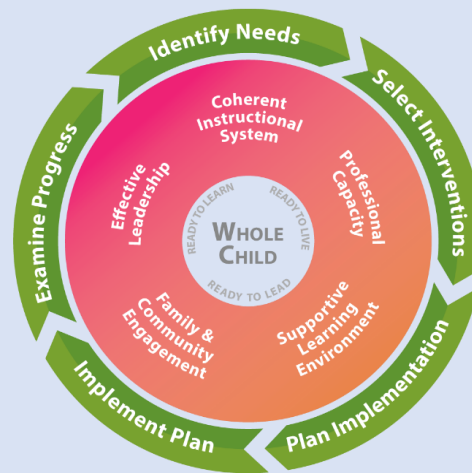 Identify Needs
Select Interventions
Plan Implementation
Implement Plan
Examine Progress
Coherent
Instructional
System
Professional
Capacity
Supportive
Learning
Environment
Family &
Community
Engagement
Effective
Leadership
READY TO LEARN
READY TO LIVE
READY TO LEAD
WHOLE
CHILD